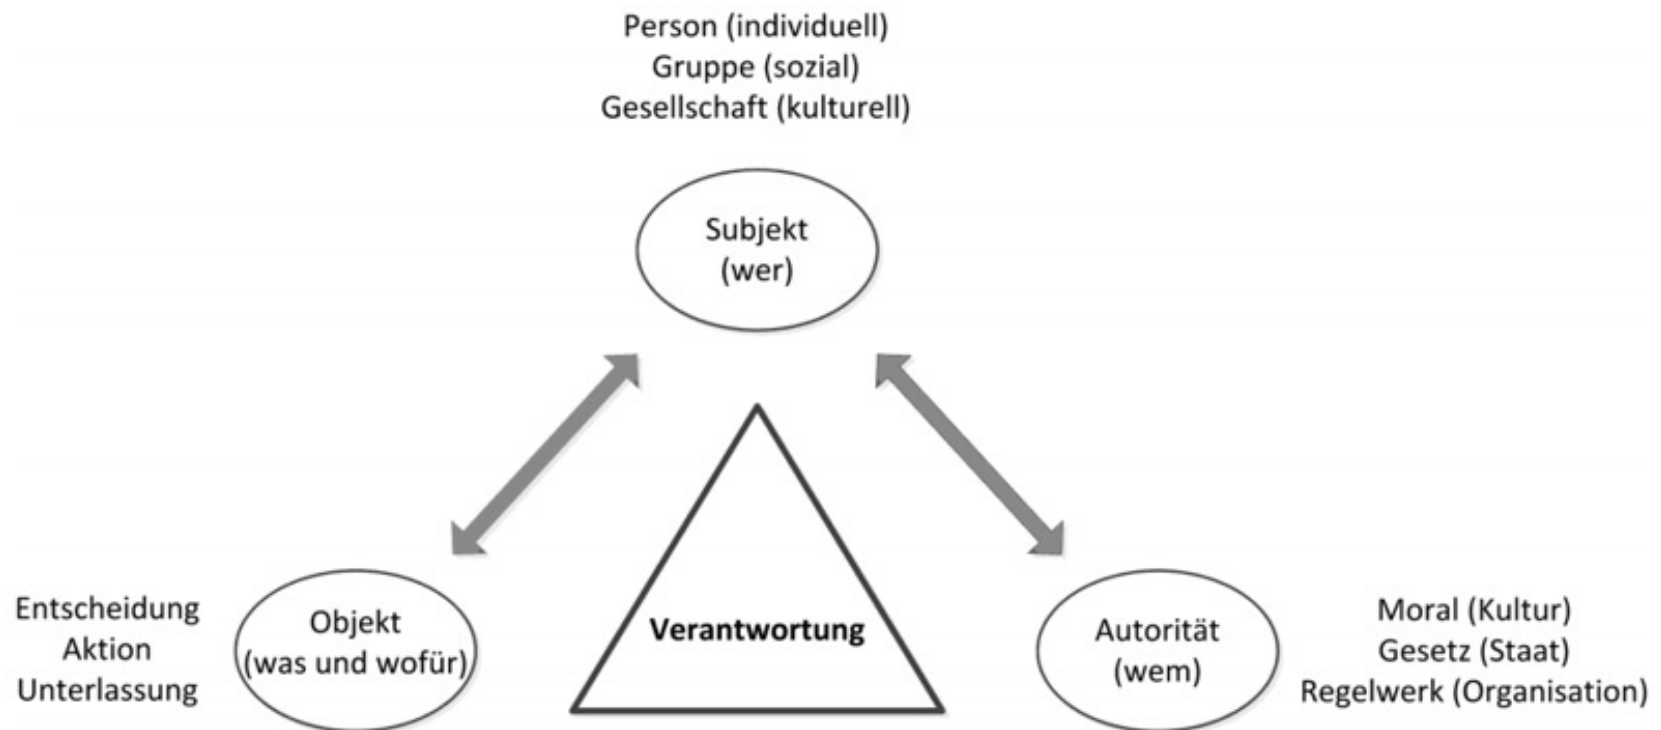 Person (individuell)
Gruppe (sozial)
Gesellschaft (kulturell)
Subjekt
(wer)
Entscheidung
Aktion
Unterlassung
Objekt
(was und wofür)
Verantwortung
Autorität
(wem)
Moral (Kultur)
Gesetz (Staat)
Regelwerk (Organisation)